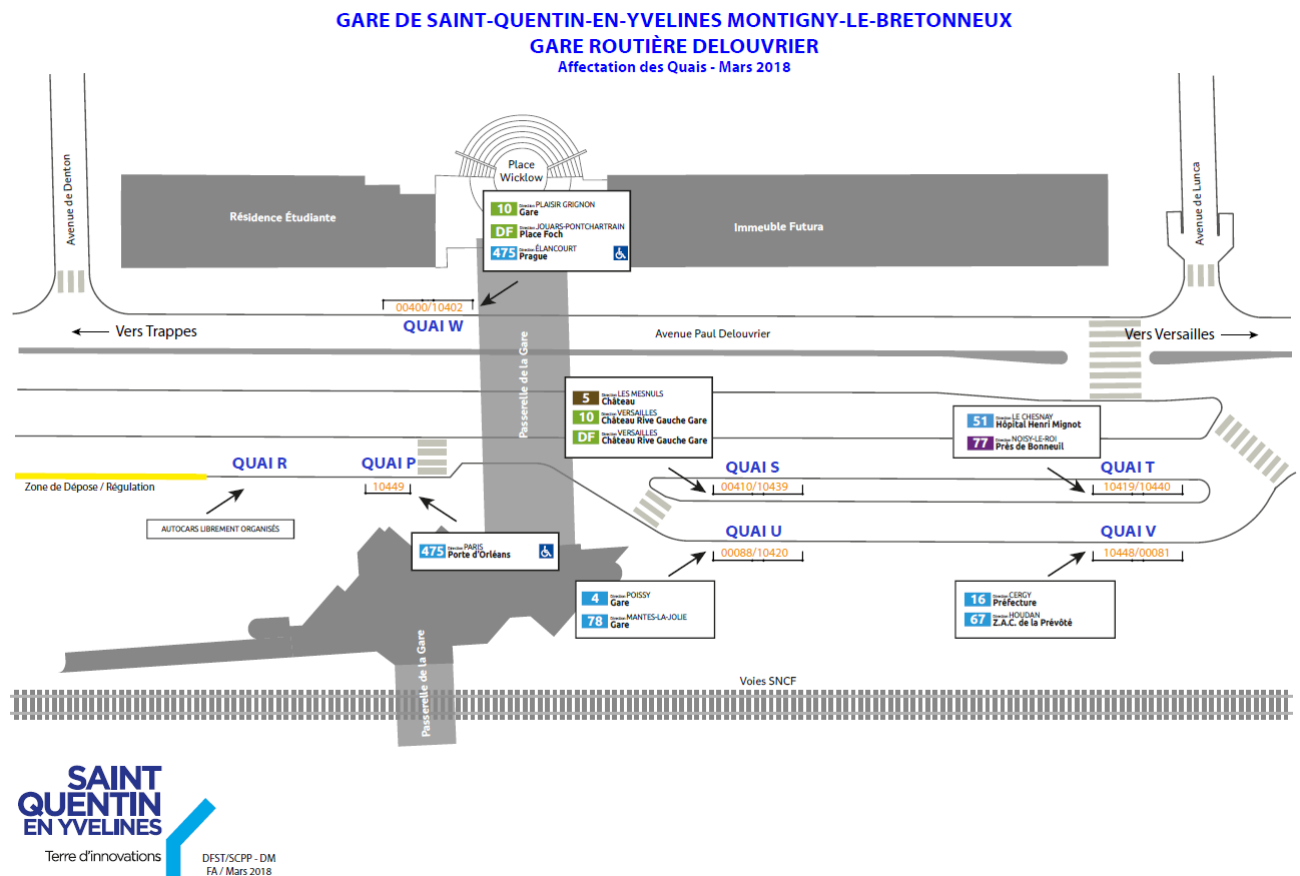 GARE DE SAINT-QUENTIN-EN-YVELINES MONTIGNY-LE-BRETONNEUX
GARE ROUTIÈRE DELOUVRIER
Affectation des Quais - Mars 2018
Avenue de Denton
Avenue de Lunca
Place
Wicklow
Résidence Étudiante
Immeuble Futura
10 Direction PLAISIR GRIGNON
Gare
DF Direction JOUARS-PONTCHARTRAIN
Place Foch
475 Direction ÉLANCOURT
Prague
00400/10402
QUAI W
Vers Trappes
Avenue Paul Delouvrier
Vers Versailles
Passerelle de la Gare
5 Direction LES MESNULS
Château
10 Direction VERSAILLES
Château Rive Gauche Gare
DF Direction VERSAILLES
Château Rive Gauche Gare
51 Direction LE CHESNAY
Hôpital Henri Mignot
77 Direction NOISY-LE-ROI
Près de Bonneuil
QUAI R
QUAI P
QUAI S
QUAI T
Zone de Dépose / Régulation
10449
00410/10439
10419/10440
AUTOCARS LIBREMENT ORGANISÉS
QUAI U
QUAI V
475 Direction PARIS
Porte d'Orléans
00088/10420
10448/00081
4 Direction POISSY
Gare
78 Direction MANTES-LA-JOLIE
Gare
16 Direction CERGY
Préfecture
67 Direction HOUDAN
Z.A.C. de la Prévôté
Passerelle de la Gare
Voies SNCF
SAINT
QUENTIN
EN YVELINES
Terre d'innovations
DFST/SCPP - DM
FA / Mars 2018